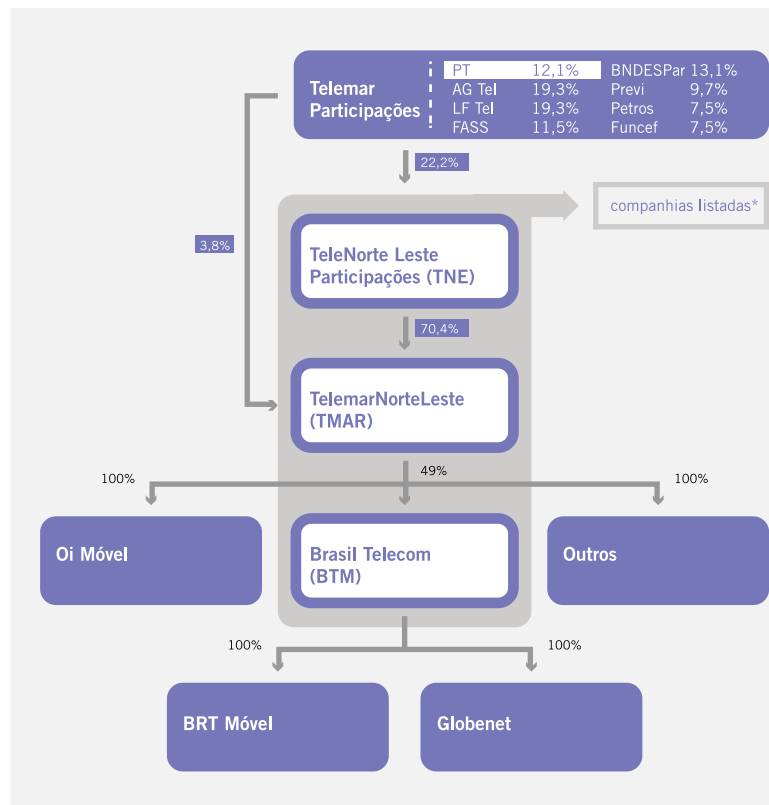 Telemar
Participações
PT 12,1%
AG Tel 19,3%
LF Tel 19,3%
FASS 11,5%
BNDESPar 13,1%
Previ 9,7%
Petros 7,5%
Funcef 7,5%
22,2%
companhias listadas*
3,8%
TeleNorte Leste
Participações (TNE)
70,4%
TelemarNorteLeste
(TMAR)
100%
49%
100%
Oi Móvel
Brasil Telecom
(BTM)
Outros
100%
100%
BRT Móvel
Globenet